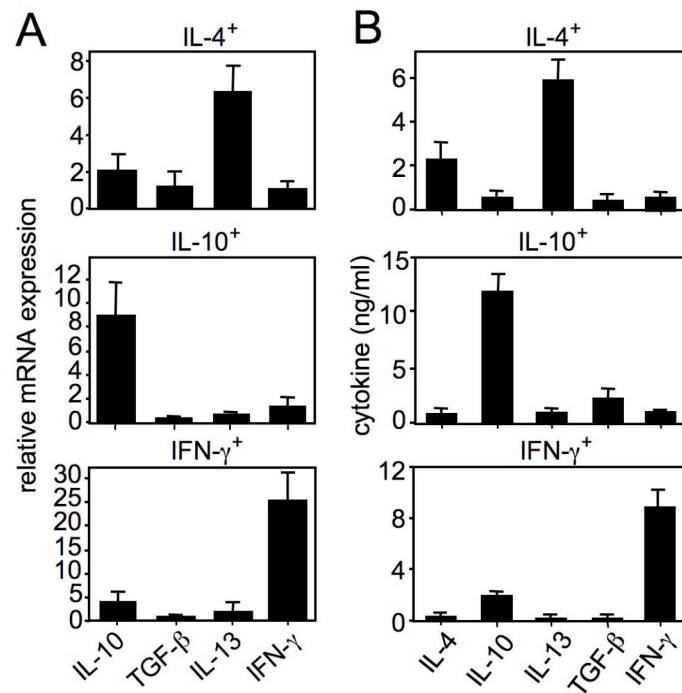 A
B
IL-4⁺
IL-4⁺
8
6
4
2
0
6
4
2
0
IL-10⁺
IL-10⁺
12
10
8
6
4
2
0
15
10
5
0
IFN-γ⁺
IFN-γ⁺
30
25
20
15
10
5
0
12
8
4
0
relative mRNA expression
cytokine (ng/ml)
IL-10
TGF-β
IL-13
IFN-γ
IL-4
IL-10
IL-13
TGF-β
IFN-γ